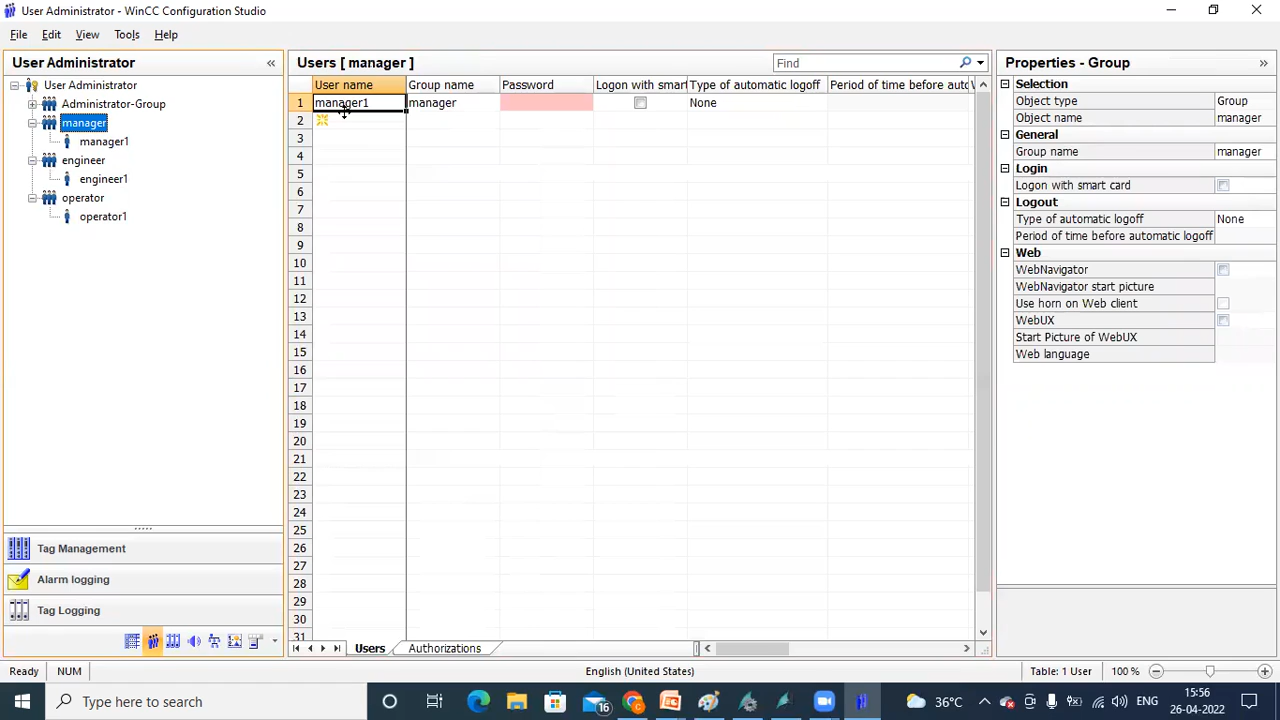 User Administrator - WinCC Configuration Studio
File Edit View Tools Help
User Administrator «
User Administrator
Administrator-Group
manager
manager1
engineer
engineer1
operator
operator1
Tag Management
Alarm logging
Tag Logging
Users [ manager ]
Find
User name Group name Password Logon with smart Type of automatic logoff Period of time before auto
1 manager1 manager None
2
3
4
5
6
7
8
9
10
11
12
13
14
15
16
17
18
19
20
21
22
23
24
25
26
27
28
29
30
31
Users Authorizations
Properties - Group »
Selection
Object type Group
Object name manager
General
Group name manager
Login
Logon with smart card
Logout
Type of automatic logoff None
Period of time before automatic logoff
Web
WebNavigator
WebNavigator start picture
Use horn on Web client
WebUX
Start Picture of WebUX
Web language
Ready NUM English (United States) Table: 1 User 100 %
Type here to search
16
36°C
ENG
15:56
26-04-2022